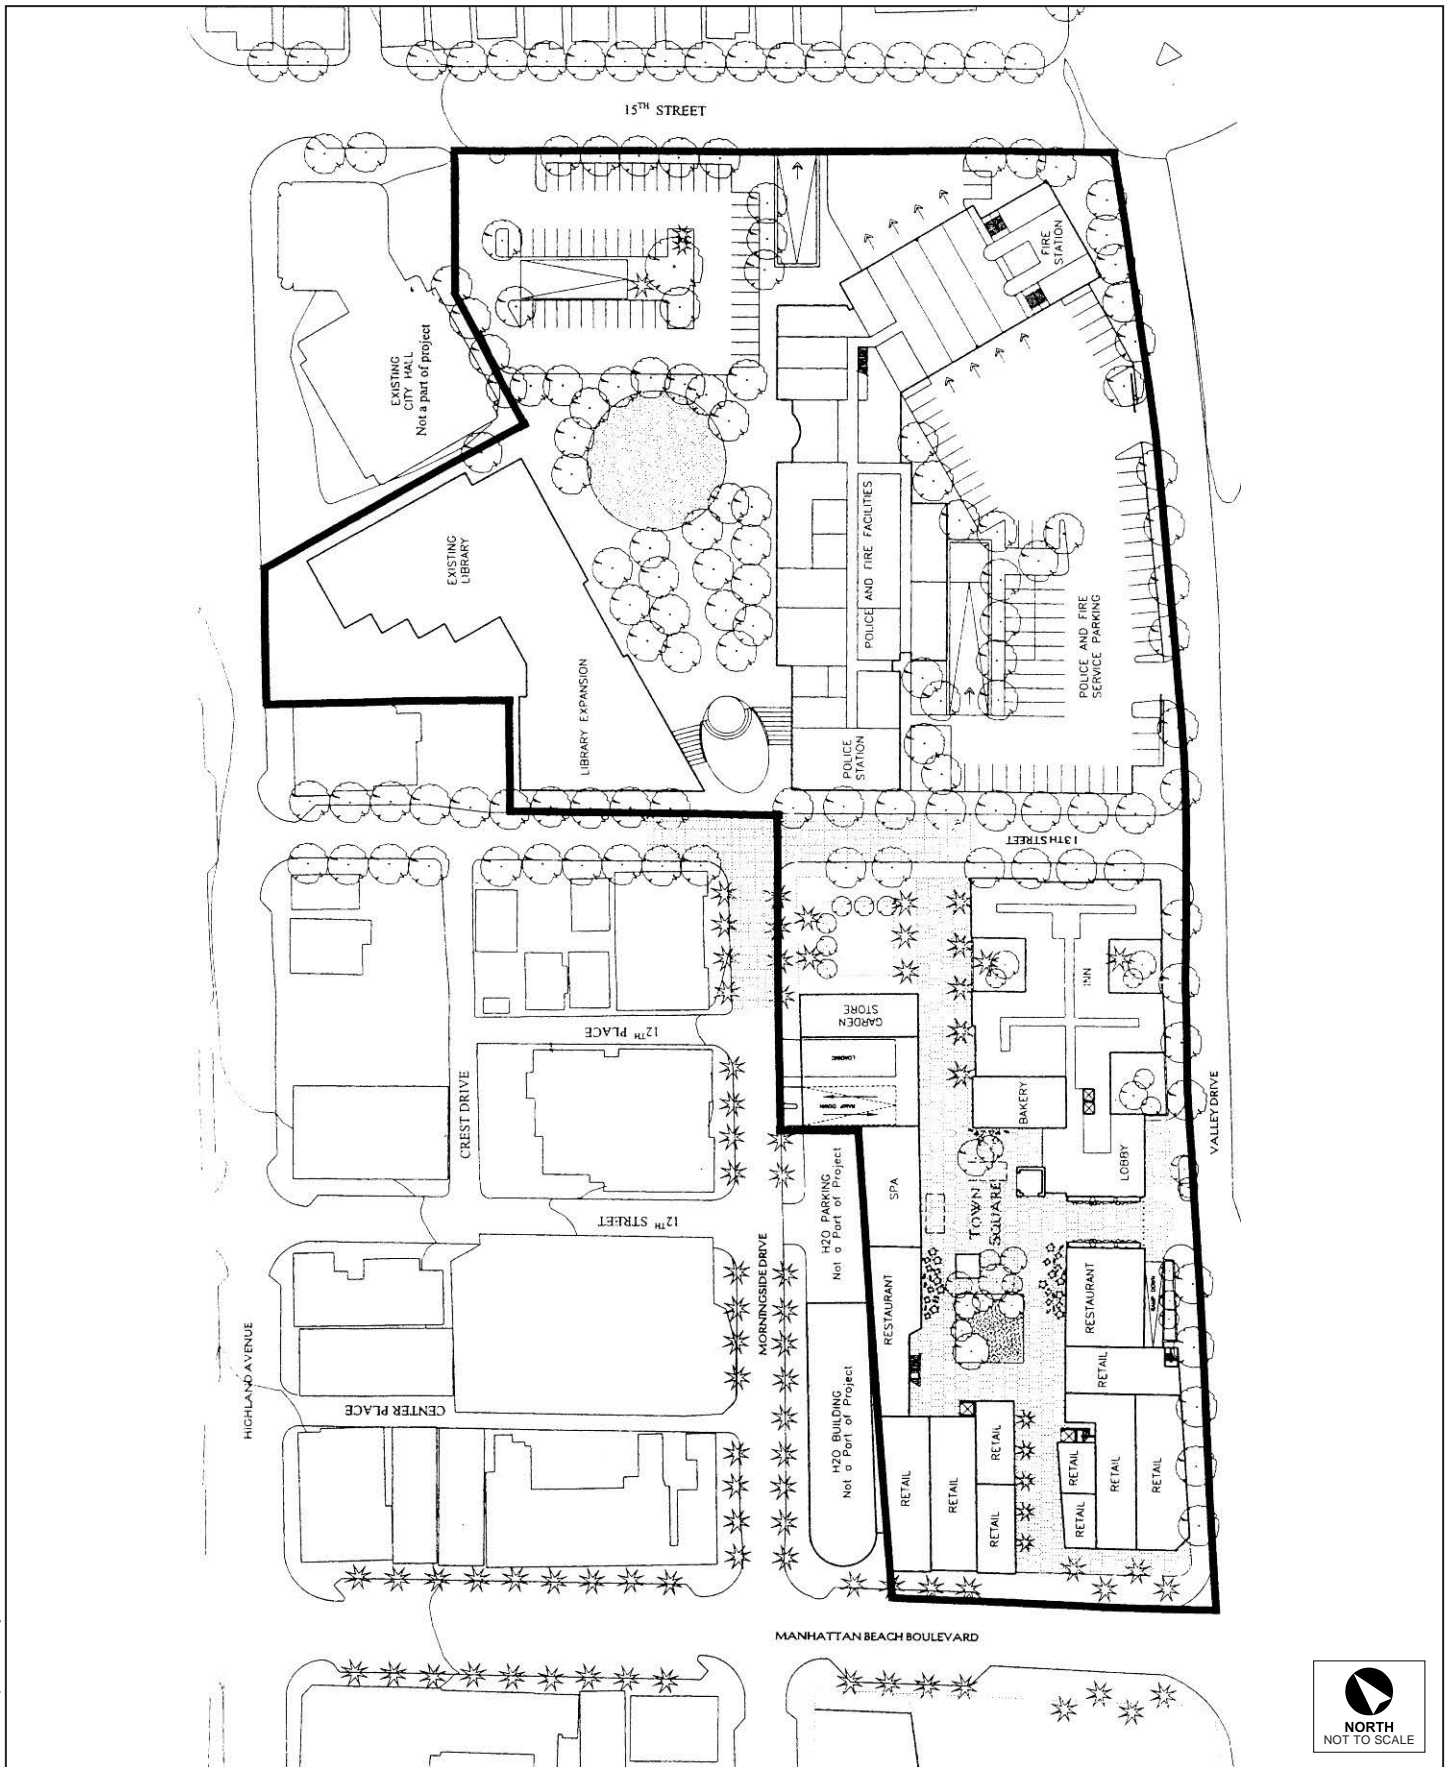 15TH STREET
FIRE
STATION
EXISTING
CITY HALL
Not a part of project
EXISTING
LIBRARY
POLICE AND FIRE FACILITIES
POLICE AND FIRE
SERVICE PARKING
LIBRARY EXPANSION
POLICE
STATION
13TH STREET
INN
GARDEN
STORE
12TH PLACE
LOADING
RAMP DOWN
BAKERY
CREST DRIVE
VALLEY DRIVE
LOBBY
H2O PARKING
Not a Part of Project
SPA
TOWN
SQUARE
12TH STREET
MORNINGSIDE DRIVE
RESTAURANT
RESTAURANT
RAMP DOWN
HIGHLAND AVENUE
RETAIL
CENTER PLACE
H2O BUILDING
Not a Part of Project
RETAIL
RETAIL
RETAIL
RETAIL
RETAIL
RETAIL
RETAIL
RETAIL
MANHATTAN BEACH BOULEVARD
NORTH
NOT TO SCALE